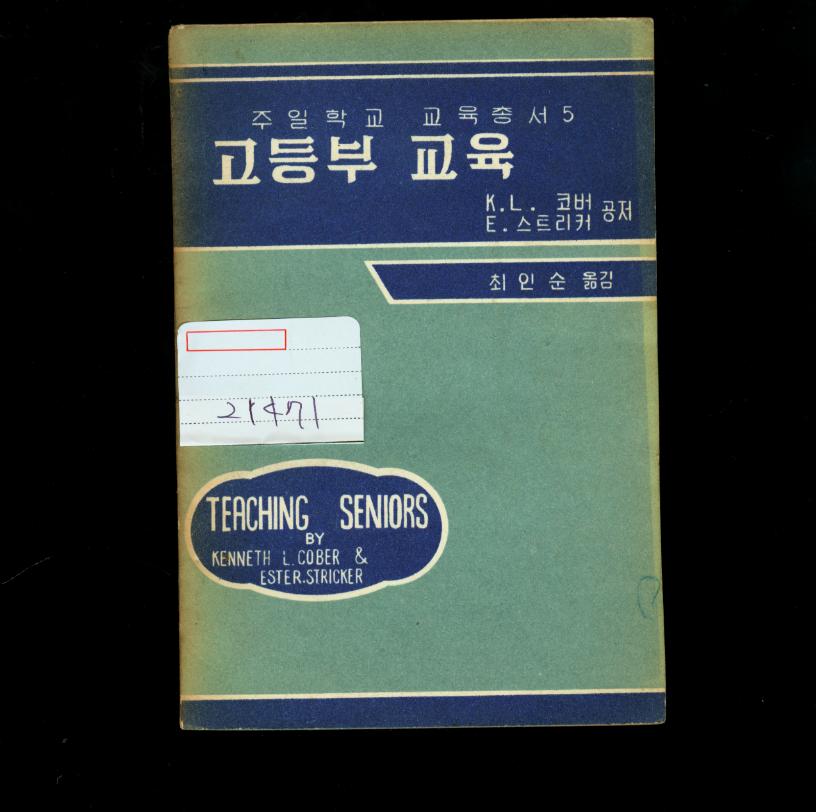 주일학교 교육총서 5
고등부 교육
K.L. 코버
E. 스트리커 공저
최인순 옮김
21471
TEACHING SENIORS
BY
KENNETH L. COBER &
ESTER.STRICKER